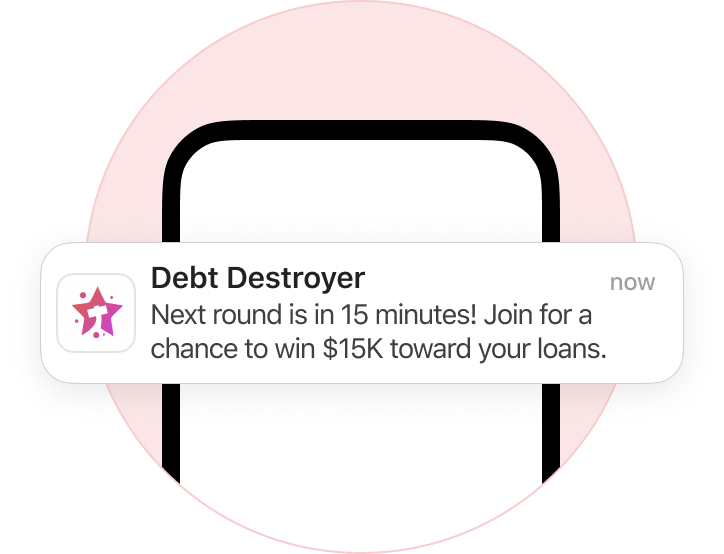 Debt Destroyer
now
Next round is in 15 minutes! Join for a
chance to win $15K toward your loans.